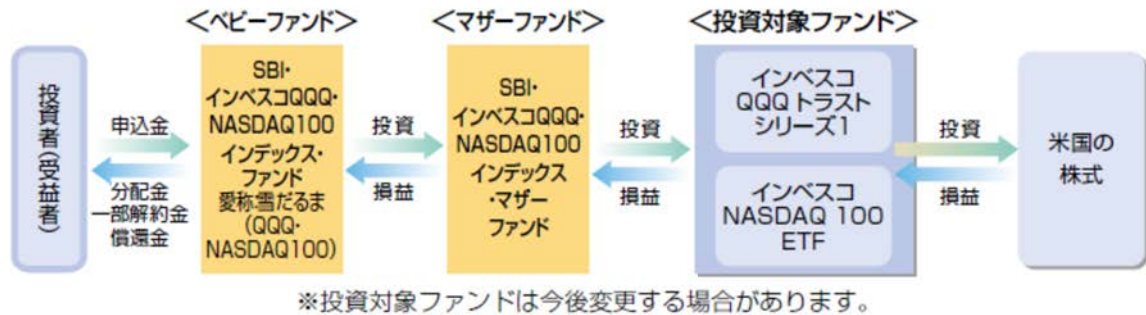 <ベビーファンド>
<マザーファンド>
<投資対象ファンド>
投資者(受益者)
申込金
分配金
一部解約金
償還金
SBI・
インベスコQQQ・
NASDAQ100
インデックス・
ファンド
愛称:雪だるま
(QQQ・
NASDAQ100)
投資
損益
SBI・
インベスコQQQ・
NASDAQ100
インデックス
・マザー
ファンド
投資
損益
インベスコ
QQQ トラスト
シリーズ1
インベスコ
NASDAQ 100
ETF
投資
損益
米国の
株式
※投資対象ファンドは今後変更する場合があります。